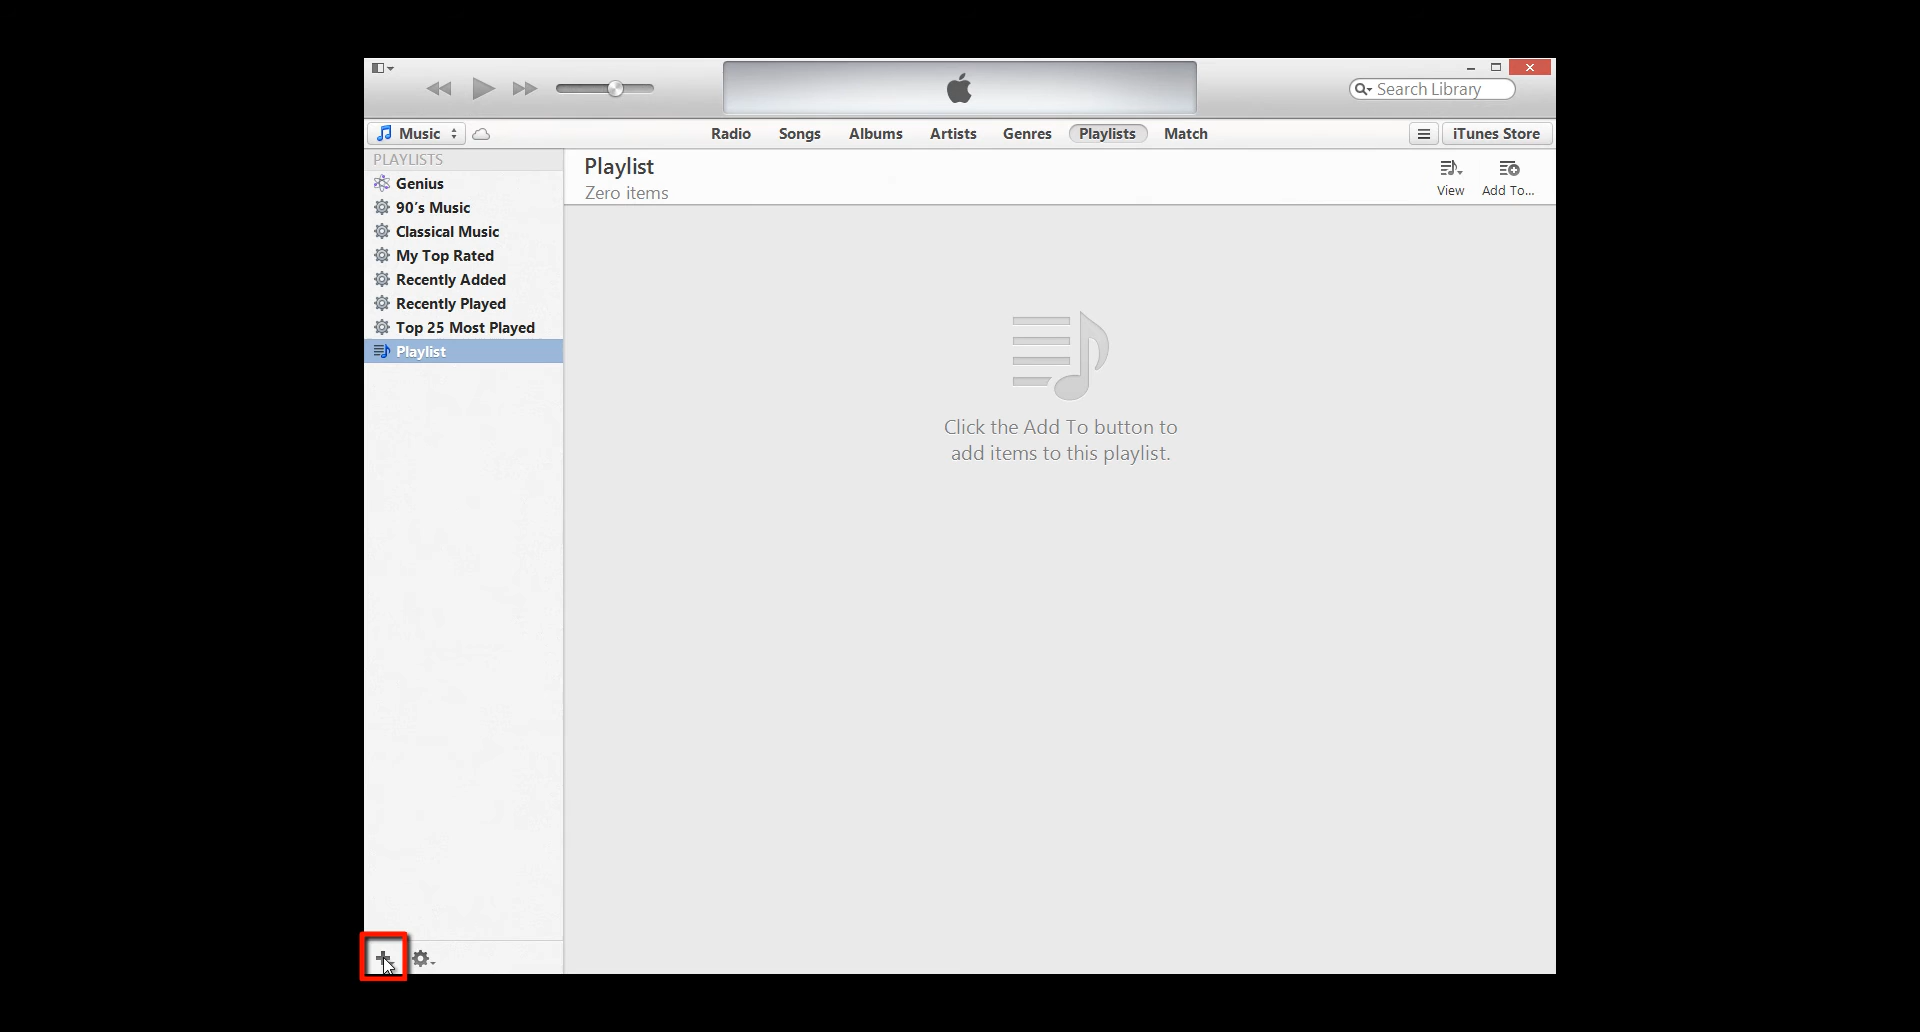 Search Library
Music
Radio
Songs
Albums
Artists
Genres
Playlists
Match
iTunes Store
PLAYLISTS
Genius
90's Music
Classical Music
My Top Rated
Recently Added
Recently Played
Top 25 Most Played
Playlist
Playlist
Zero items
View
Add To...
Click the Add To button to
add items to this playlist.